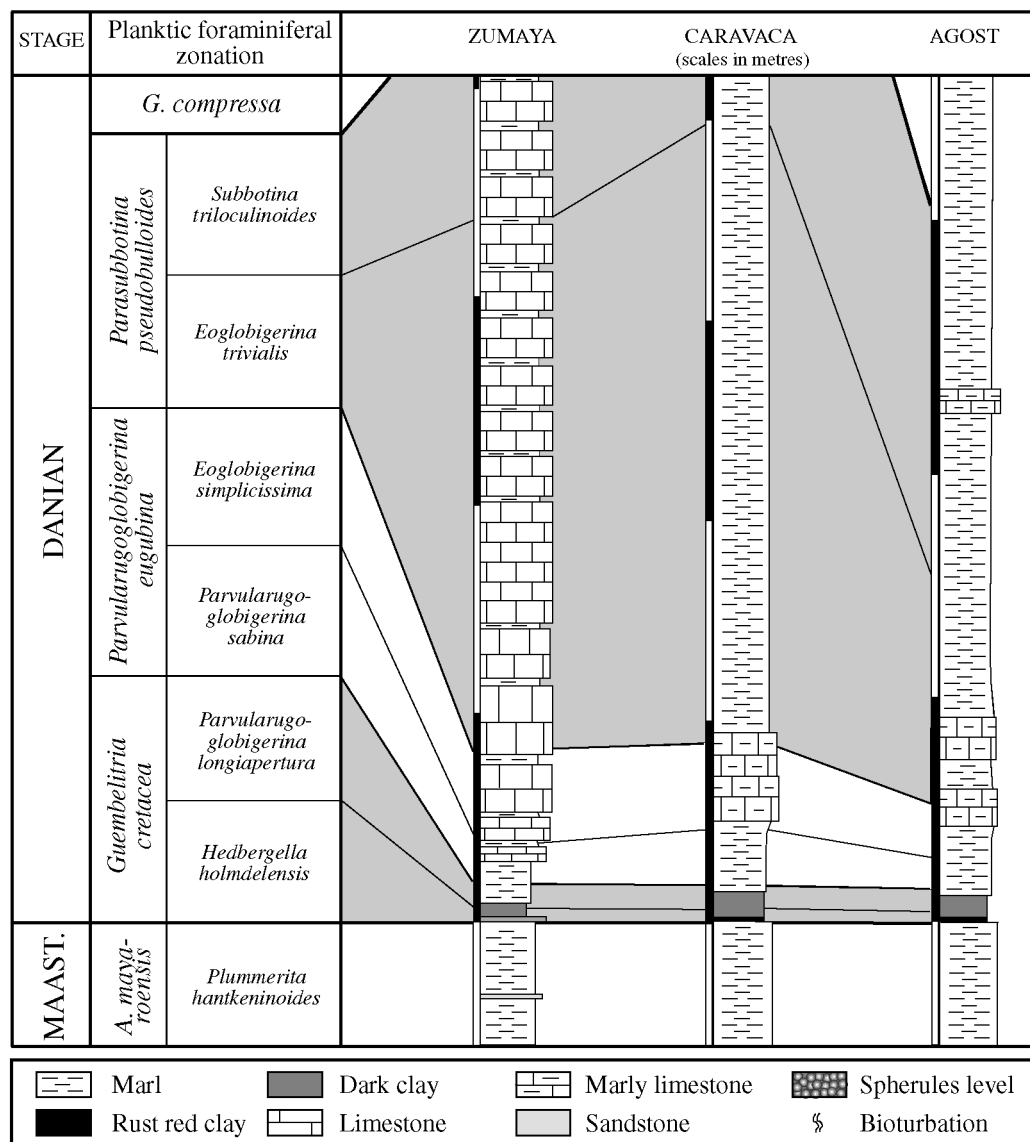 STAGE
Planktic foraminiferal
zonation
ZUMAYA
CARAVACA
(scales in metres)
AGOST
DANIAN
G. compressa
Parasubbotina
pseudobulloides
Subbotina
triloculinoides
Eoglobigerina
trivialis
Parvularugoglobigerina
eugubina
Eoglobigerina
simplicissima
Parvularugo-
globigerina
sabina
Guembelitria
cretacea
Parvularugo-
globigerina
longiapertura
Hedbergella
holmdelensis
MAAST.
A. maya-
roensis
Plummerita
hantkeninoides
Marl
Dark clay
Marly limestone
Spherules level
Rust red clay
Limestone
Sandstone
Bioturbation